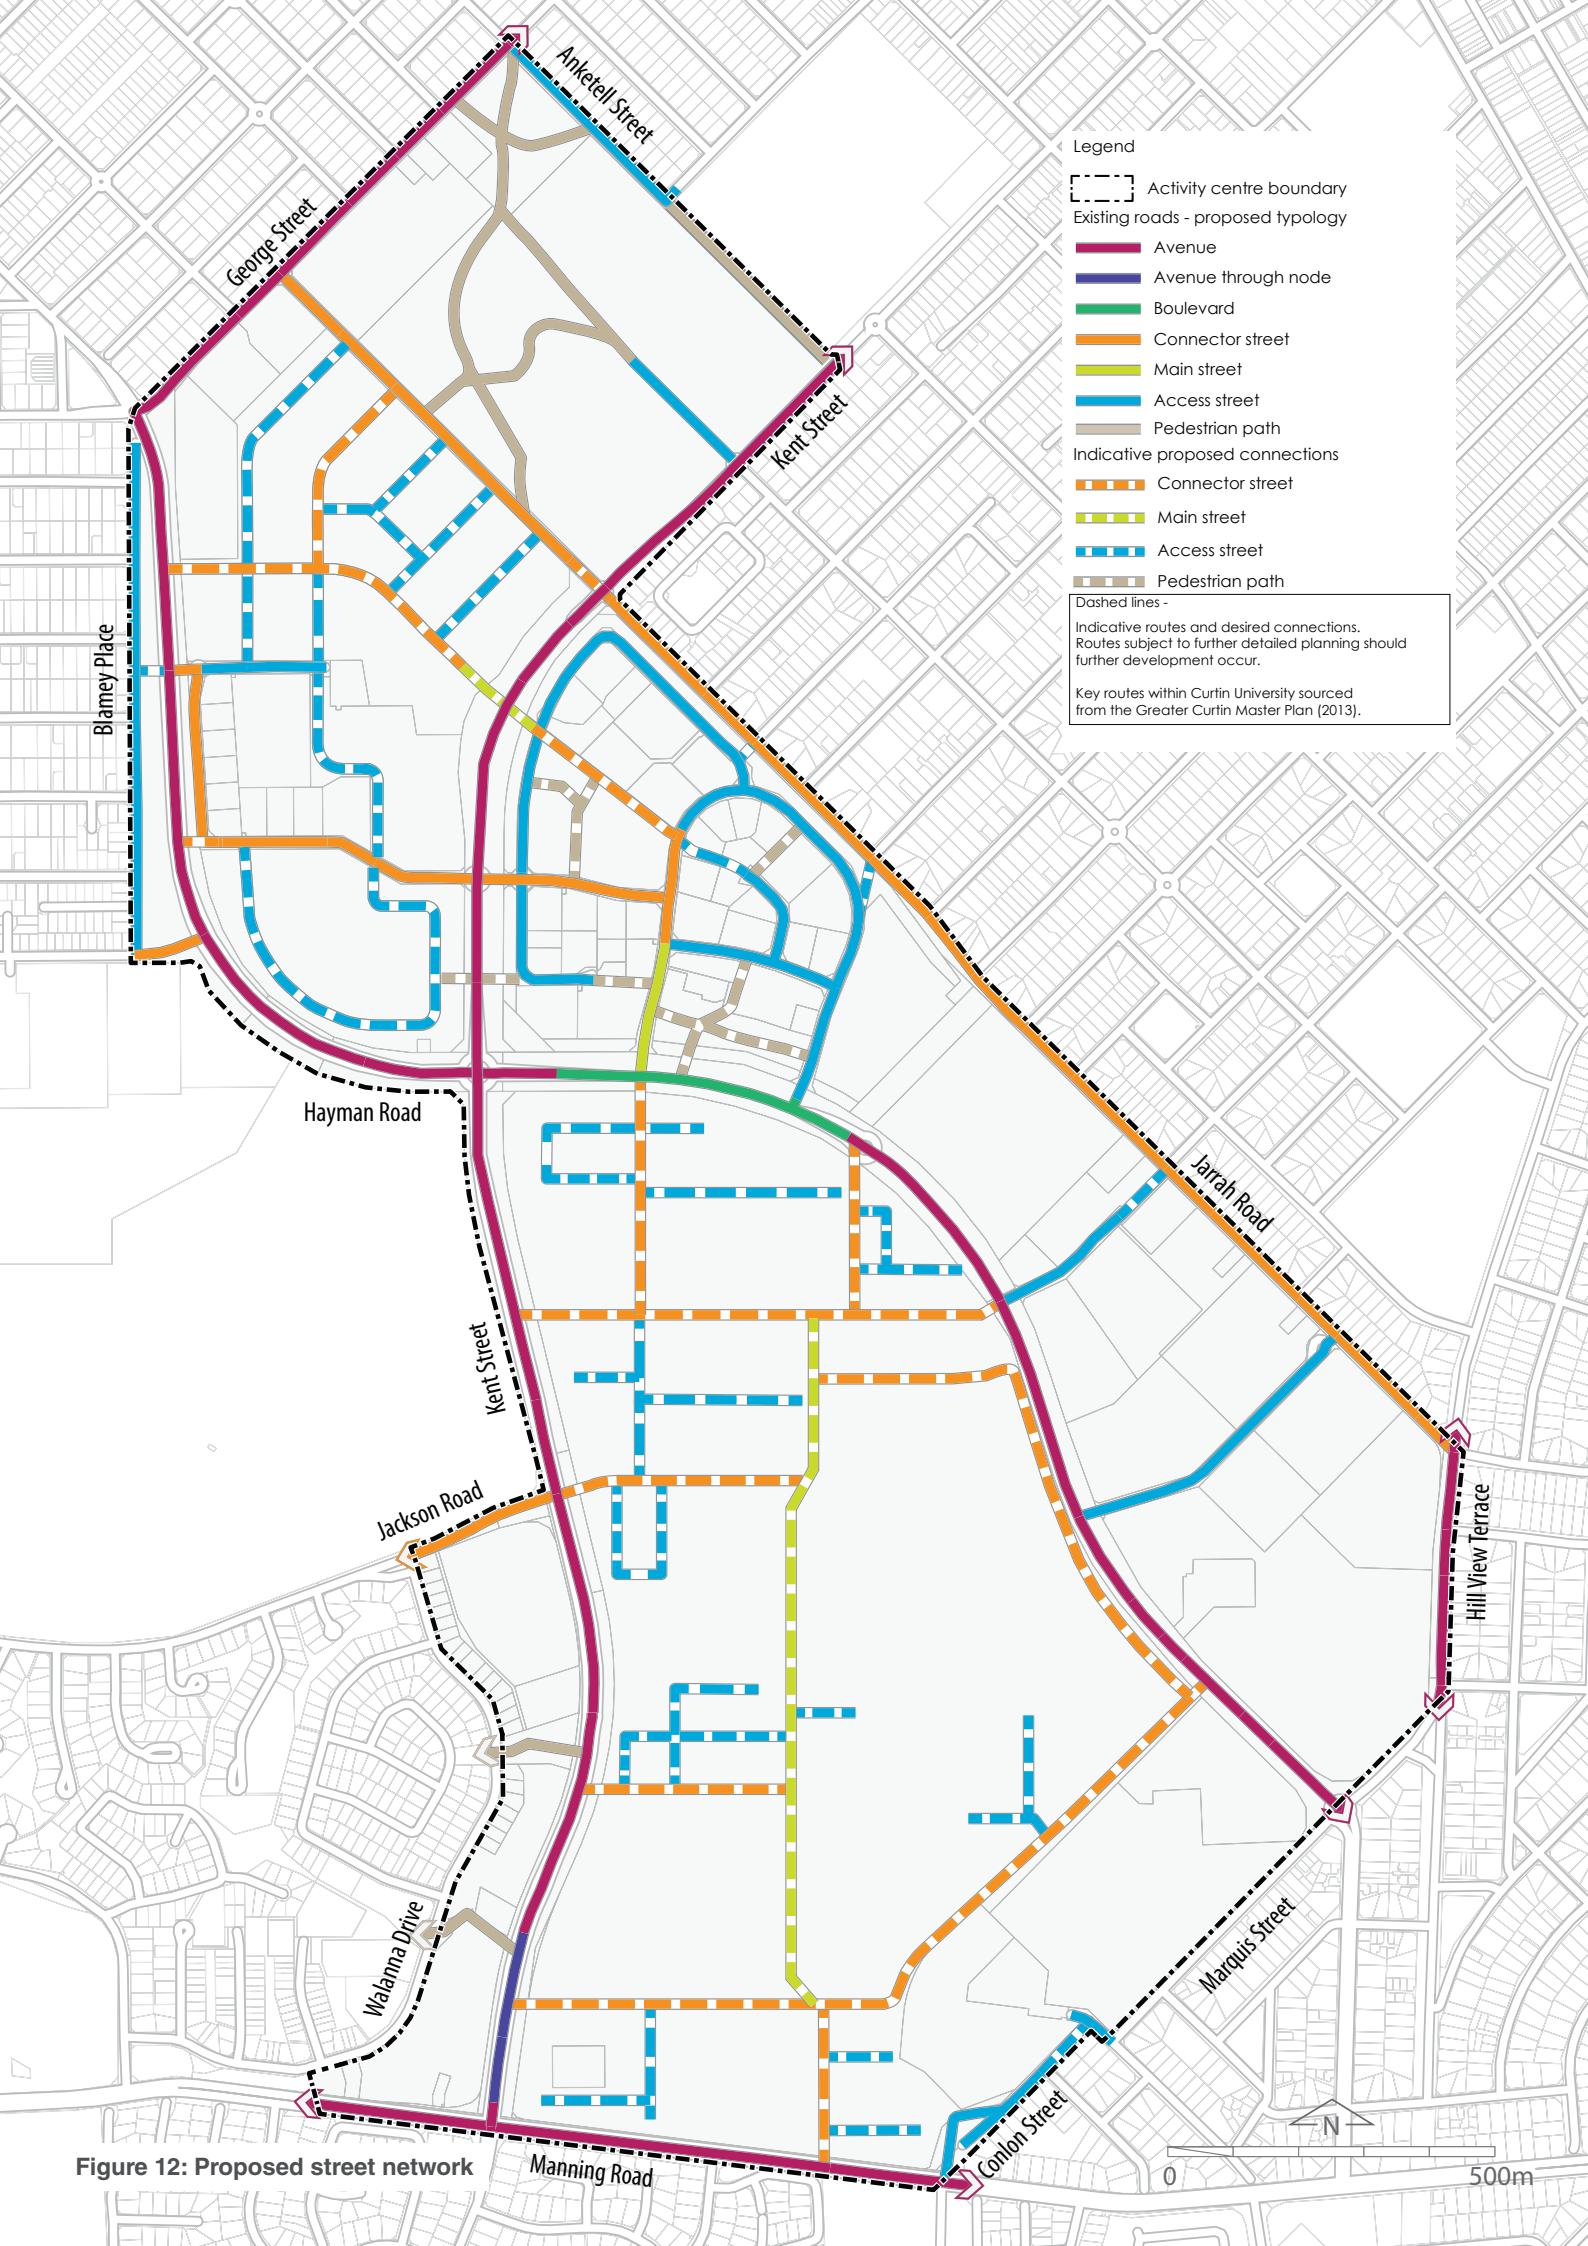 Anketell Street
George Street
Kent Street
Blamey Place
Legend
Activity centre boundary
Existing roads - proposed typology
Avenue
Avenue through node
Boulevard
Connector street
Main street
Access street
Pedestrian path
Indicative proposed connections
Connector street
Main street
Access street
Pedestrian path
Dashed lines -
Indicative routes and desired connections.
Routes subject to further detailed planning should
further development occur.
Key routes within Curtin University sourced
from the Greater Curtin Master Plan (2013).
Hayman Road
Jarrah Road
Kent Street
Jackson Road
Hill View Terrace
Walanna Drive
Marquis Street
Conlon Street
Manning Road
N
0 500m
Figure 12: Proposed street network